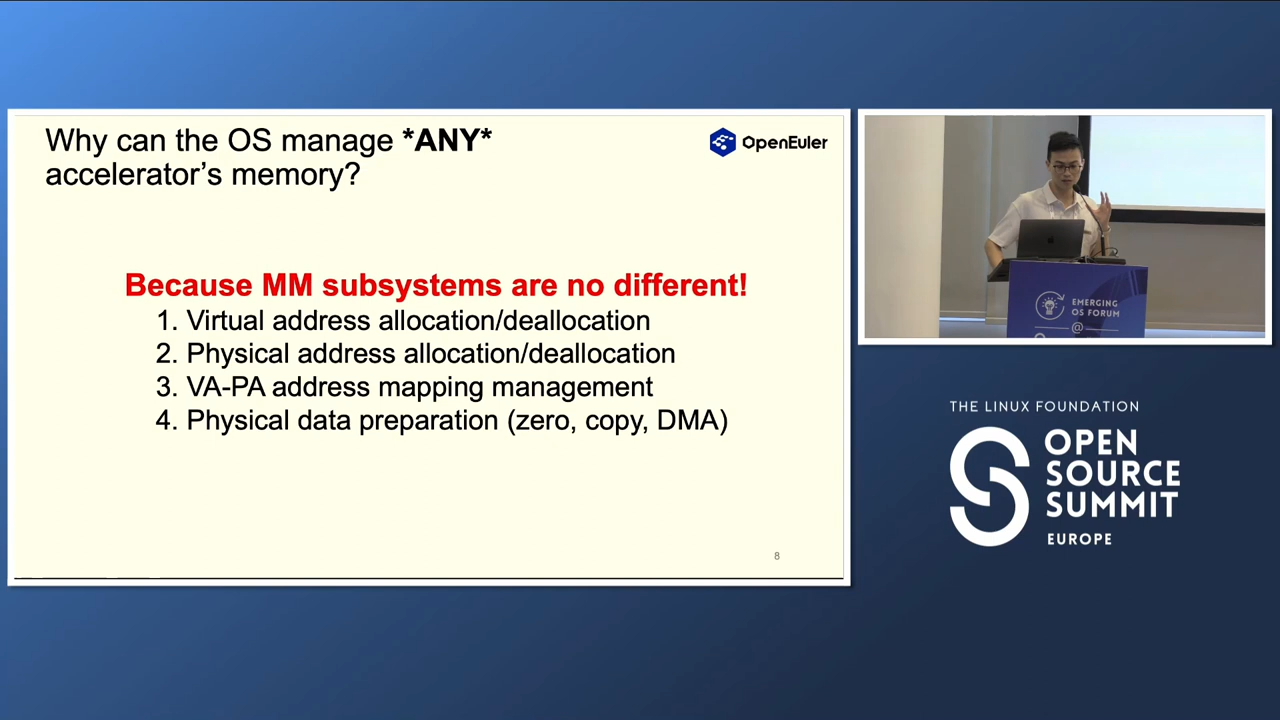 Why can the OS manage *ANY*
accelerator's memory?
OpenEuler
Because MM subsystems are no different!
1. Virtual address allocation/deallocation
2. Physical address allocation/deallocation
3. VA-PA address mapping management
4. Physical data preparation (zero, copy, DMA)
8
EMERGING
OS FORUM
@
THE LINUX FOUNDATION
OPEN
SOURCE
SUMMIT
EUROPE